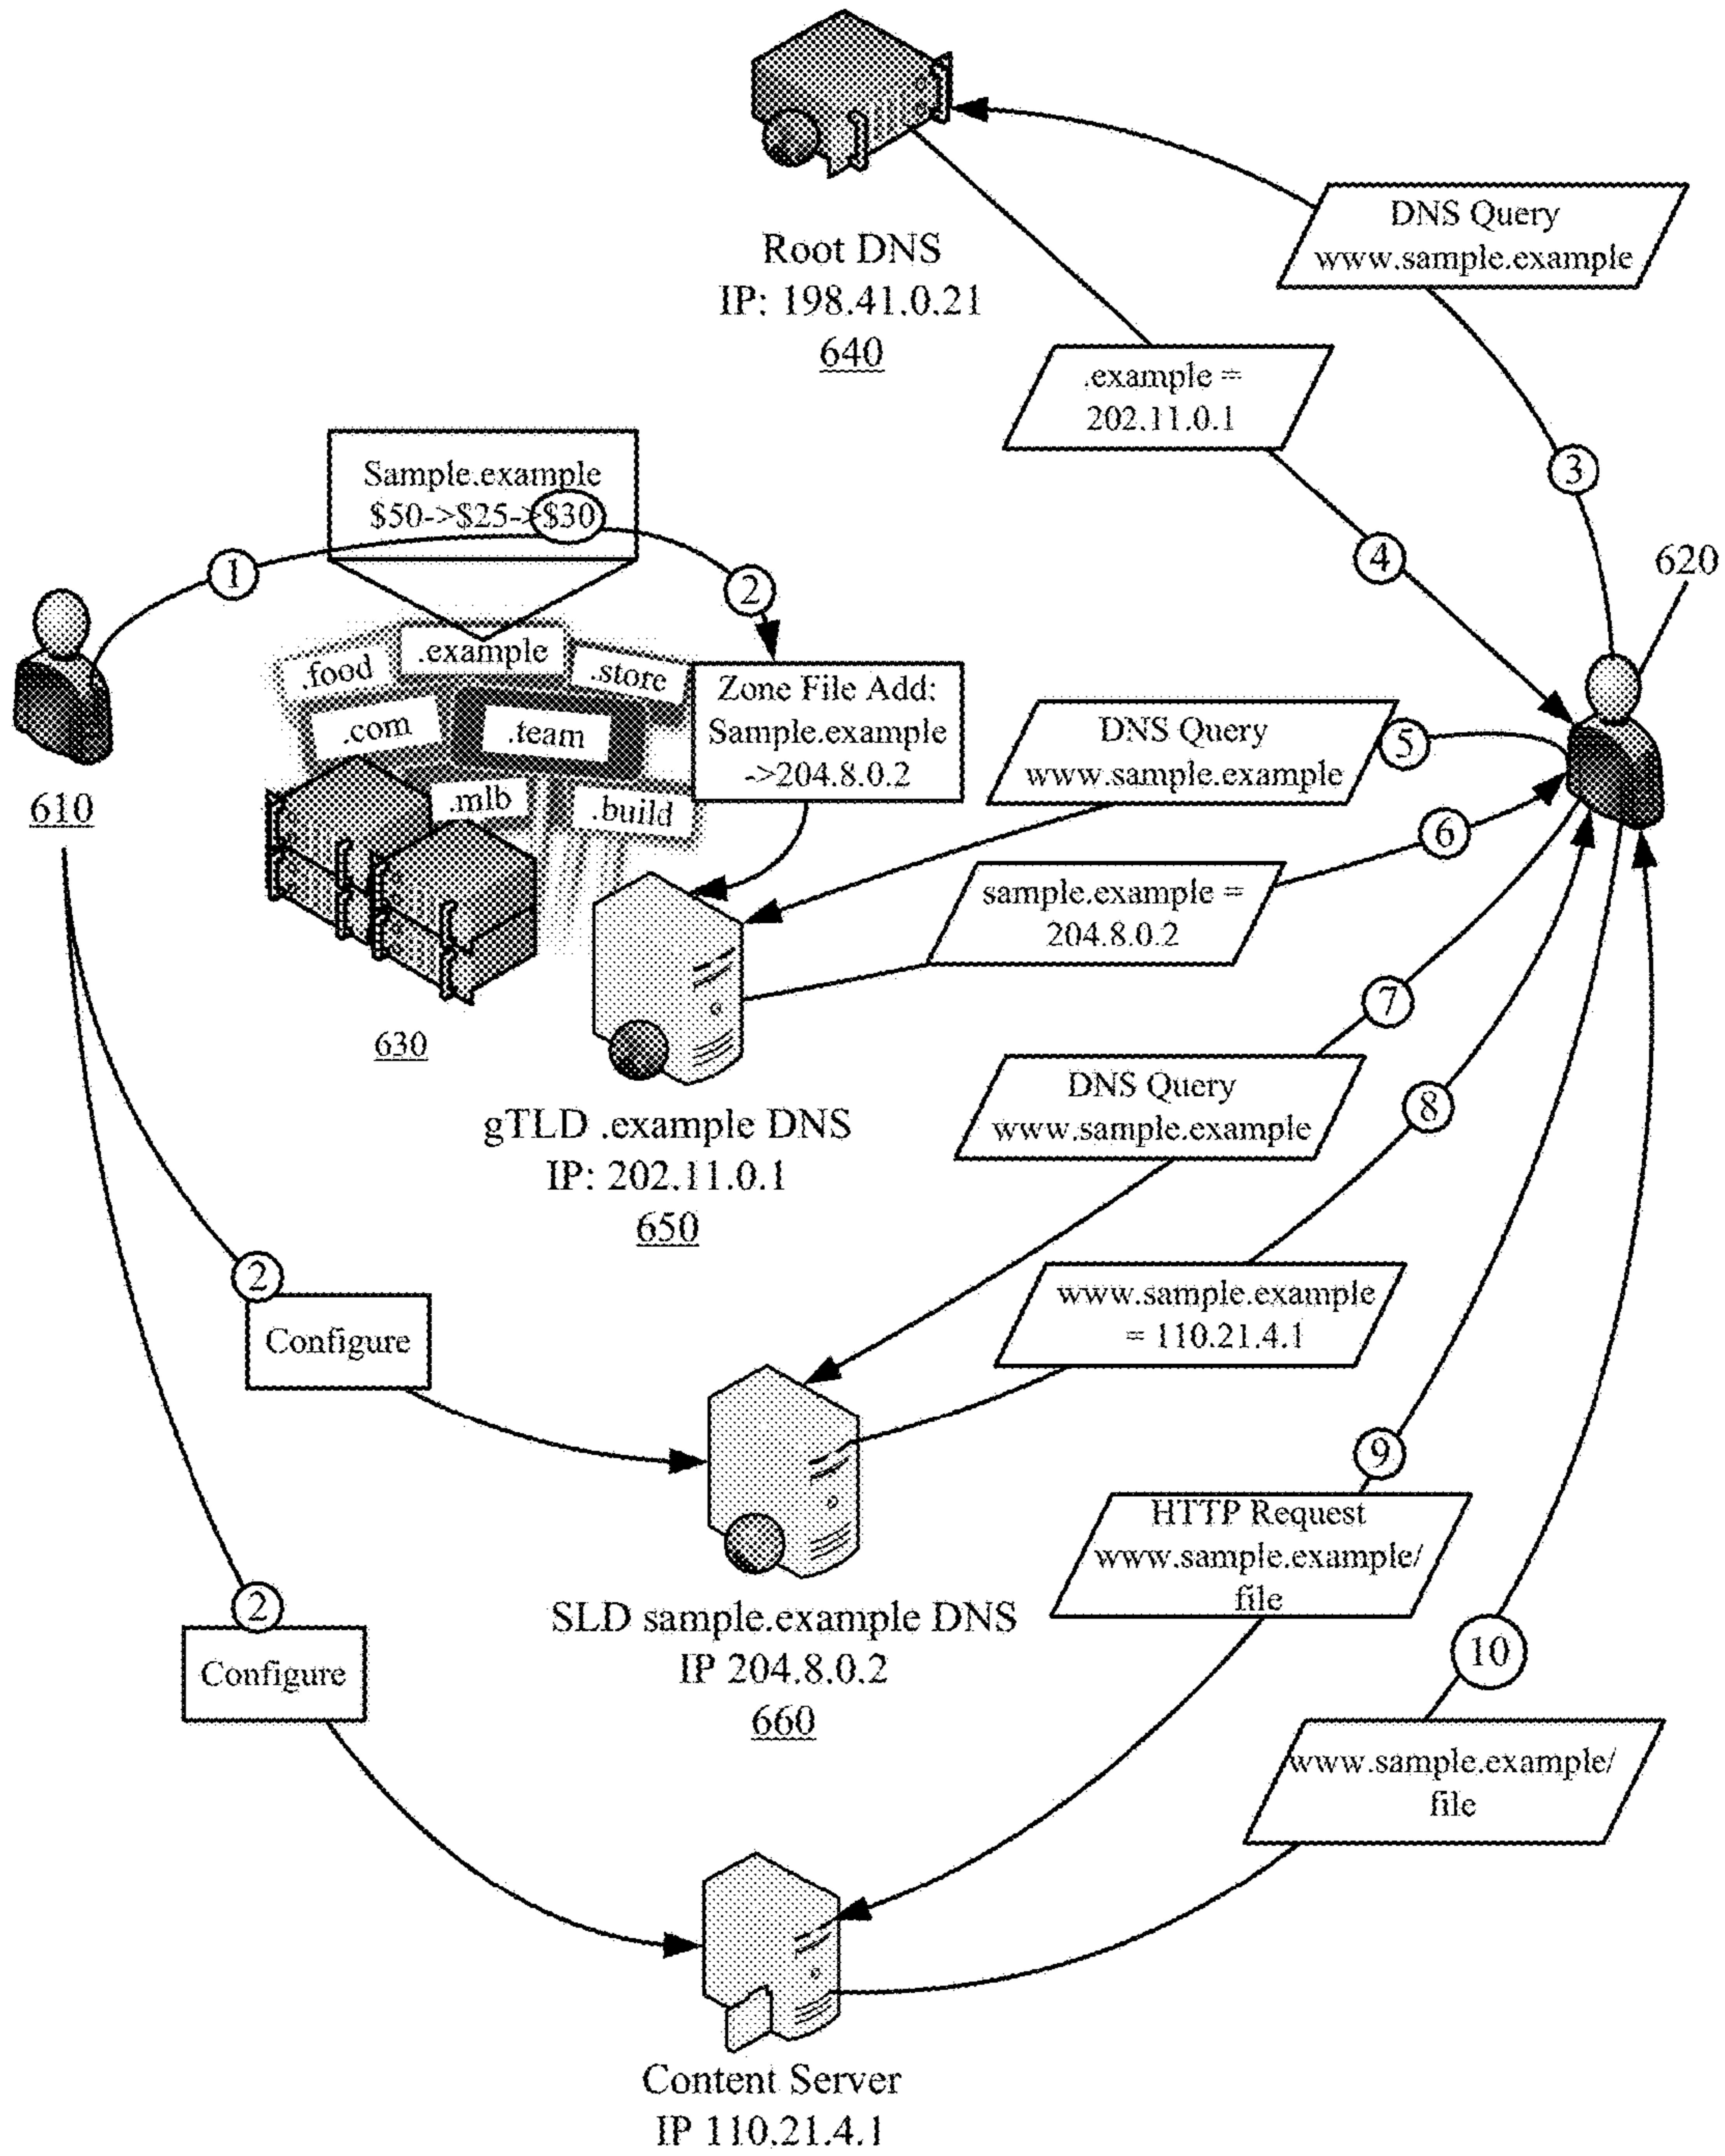 DNS Query
www.sample.example
Root DNS
IP: 198.41.0.21
640
.example =
202.11.0.1
3
Sample.example
$50->$25->$30
1
2
4
620
.food
.example
.store
.com
.team
.mlb
.build
Zone File Add:
Sample.example
->204.8.0.2
DNS Query
www.sample.example
5
610
6
sample.example =
204.8.0.2
7
630
DNS Query
www.sample.example
8
gTLD .example DNS
IP: 202.11.0.1
650
2
Configure
www.sample.example
= 110.21.4.1
9
HTTP Request
www.sample.example/
file
2
Configure
SLD sample.example DNS
IP 204.8.0.2
660
10
www.sample.example/
file
Content Server
IP 110.21.4.1